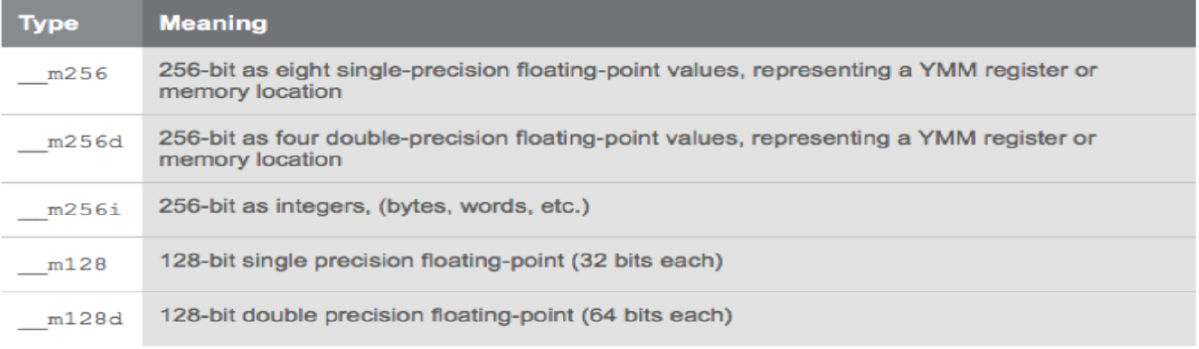 Type Meaning
__m256 256-bit as eight single-precision floating-point values, representing a YMM register or
memory location
__m256d 256-bit as four double-precision floating-point values, representing a YMM register or
memory location
__m256i 256-bit as integers, (bytes, words, etc.)
__m128 128-bit single precision floating-point (32 bits each)
__m128d 128-bit double precision floating-point (64 bits each)